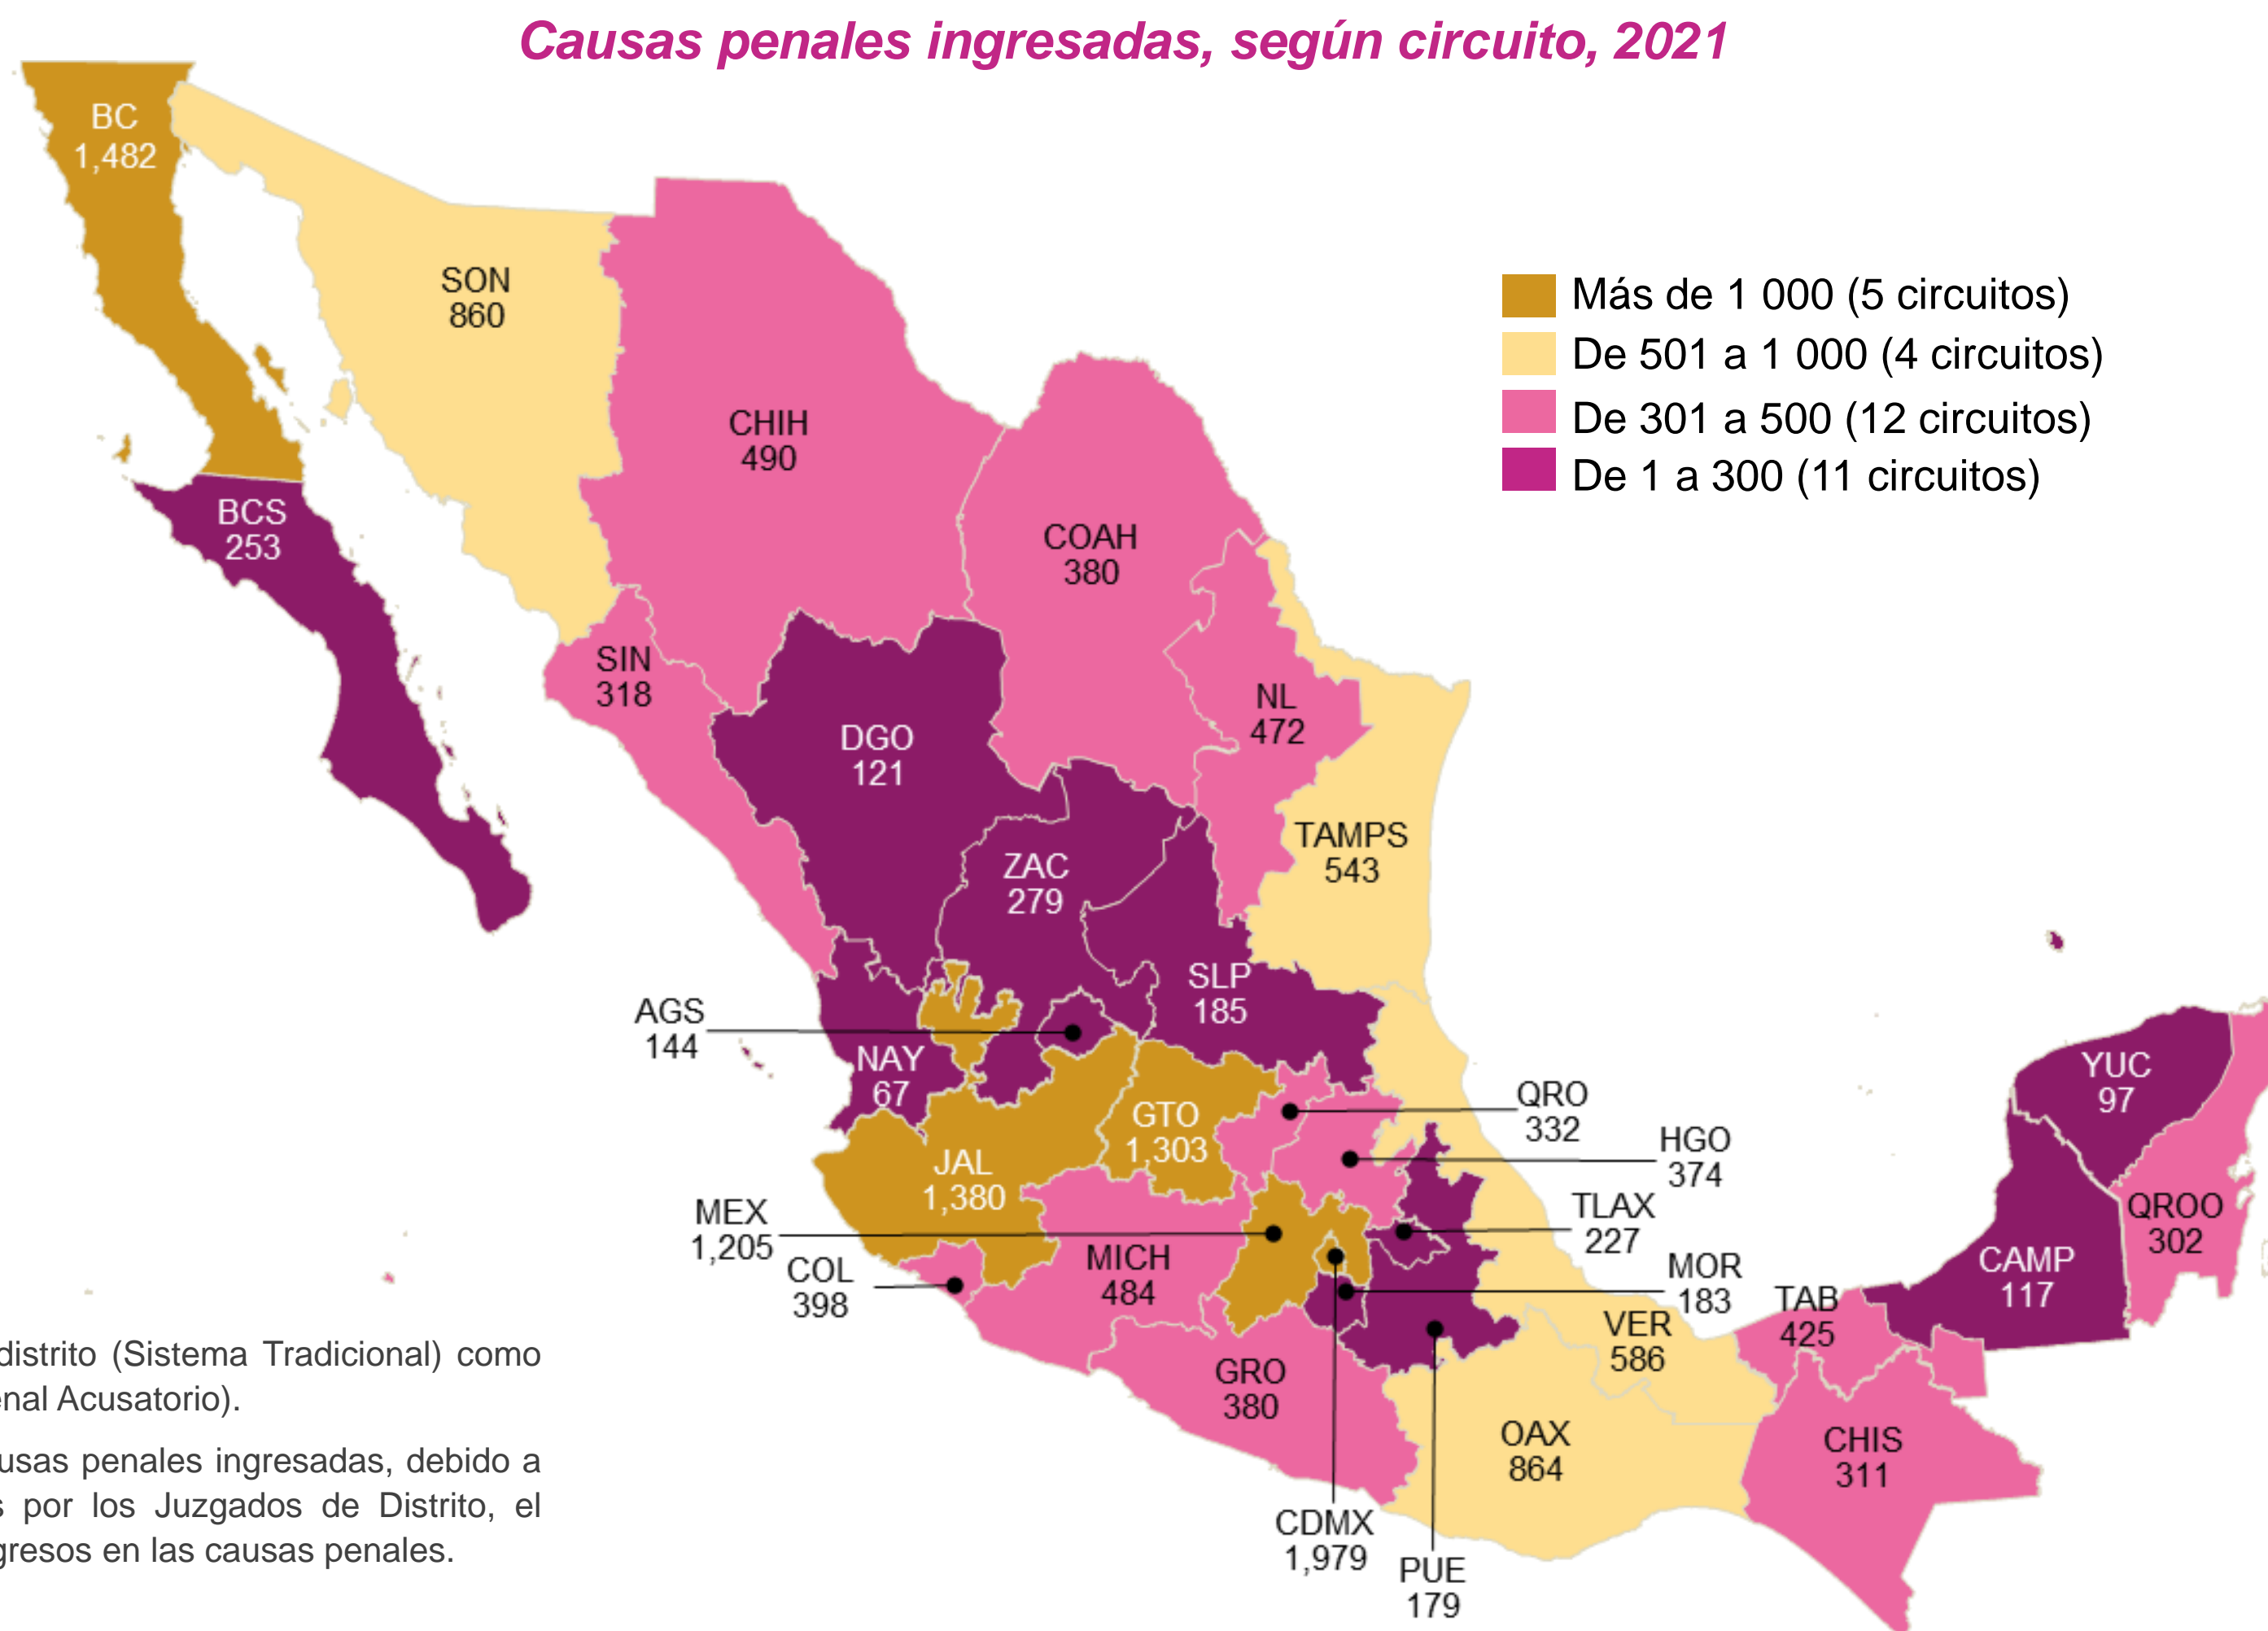 Causas penales ingresadas, según circuito, 2021
BC
1,482
SON
860
Más de 1 000 (5 circuitos)
De 501 a 1 000 (4 circuitos)
De 301 a 500 (12 circuitos)
De 1 a 300 (11 circuitos)
CHIH
490
BCS
253
COAH
380
SIN
318
NL
472
DGO
121
TAMPS
543
ZAC
279
SLP
185
AGS
144
NAY
67
YUC
97
QRO
332
GTO
1,303
HGO
374
JAL
1,380
TLAX
227
QROO
302
MEX
1,205
COL
398
MICH
484
MOR
183
CAMP
117
TAB
425
VER
586
GRO
380
OAX
864
CHIS
311
CDMX
1,979
PUE
179
distrito (Sistema Tradicional) como
enal Acusatorio).
usas penales ingresadas, debido a
s por los Juzgados de Distrito, el
gresos en las causas penales.